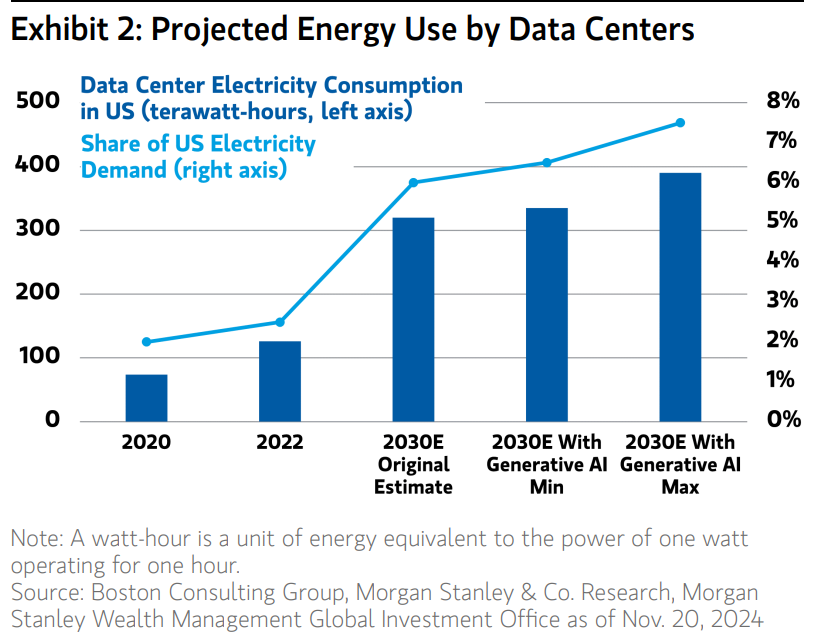 Exhibit 2: Projected Energy Use by Data Centers
Data Center Electricity Consumption
in US (terawatt-hours, left axis)
Share of US Electricity
Demand (right axis)
500
400
300
200
100
0
8%
7%
6%
5%
4%
3%
2%
1%
0%
2020
2022
2030E
Original
Estimate
2030E With
Generative AI
Min
2030E With
Generative AI
Max
Note: A watt-hour is a unit of energy equivalent to the power of one watt
operating for one hour.
Source: Boston Consulting Group, Morgan Stanley & Co. Research, Morgan
Stanley Wealth Management Global Investment Office as of Nov. 20, 2024